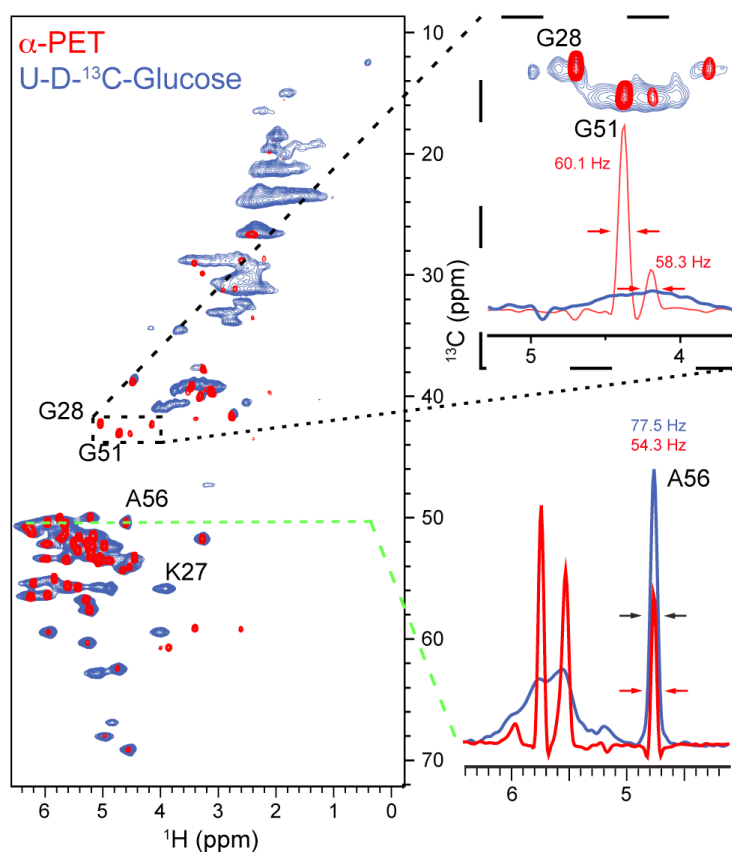 α-PET
U-D-¹³C-Glucose
10
20
30
40
50
60
70
¹³C (ppm)
G28
G51
A56
K27
6
5
4
3
2
1
0
¹H (ppm)
G28
G51
60.1 Hz
58.3 Hz
5
4
77.5 Hz
54.3 Hz
A56
6
5